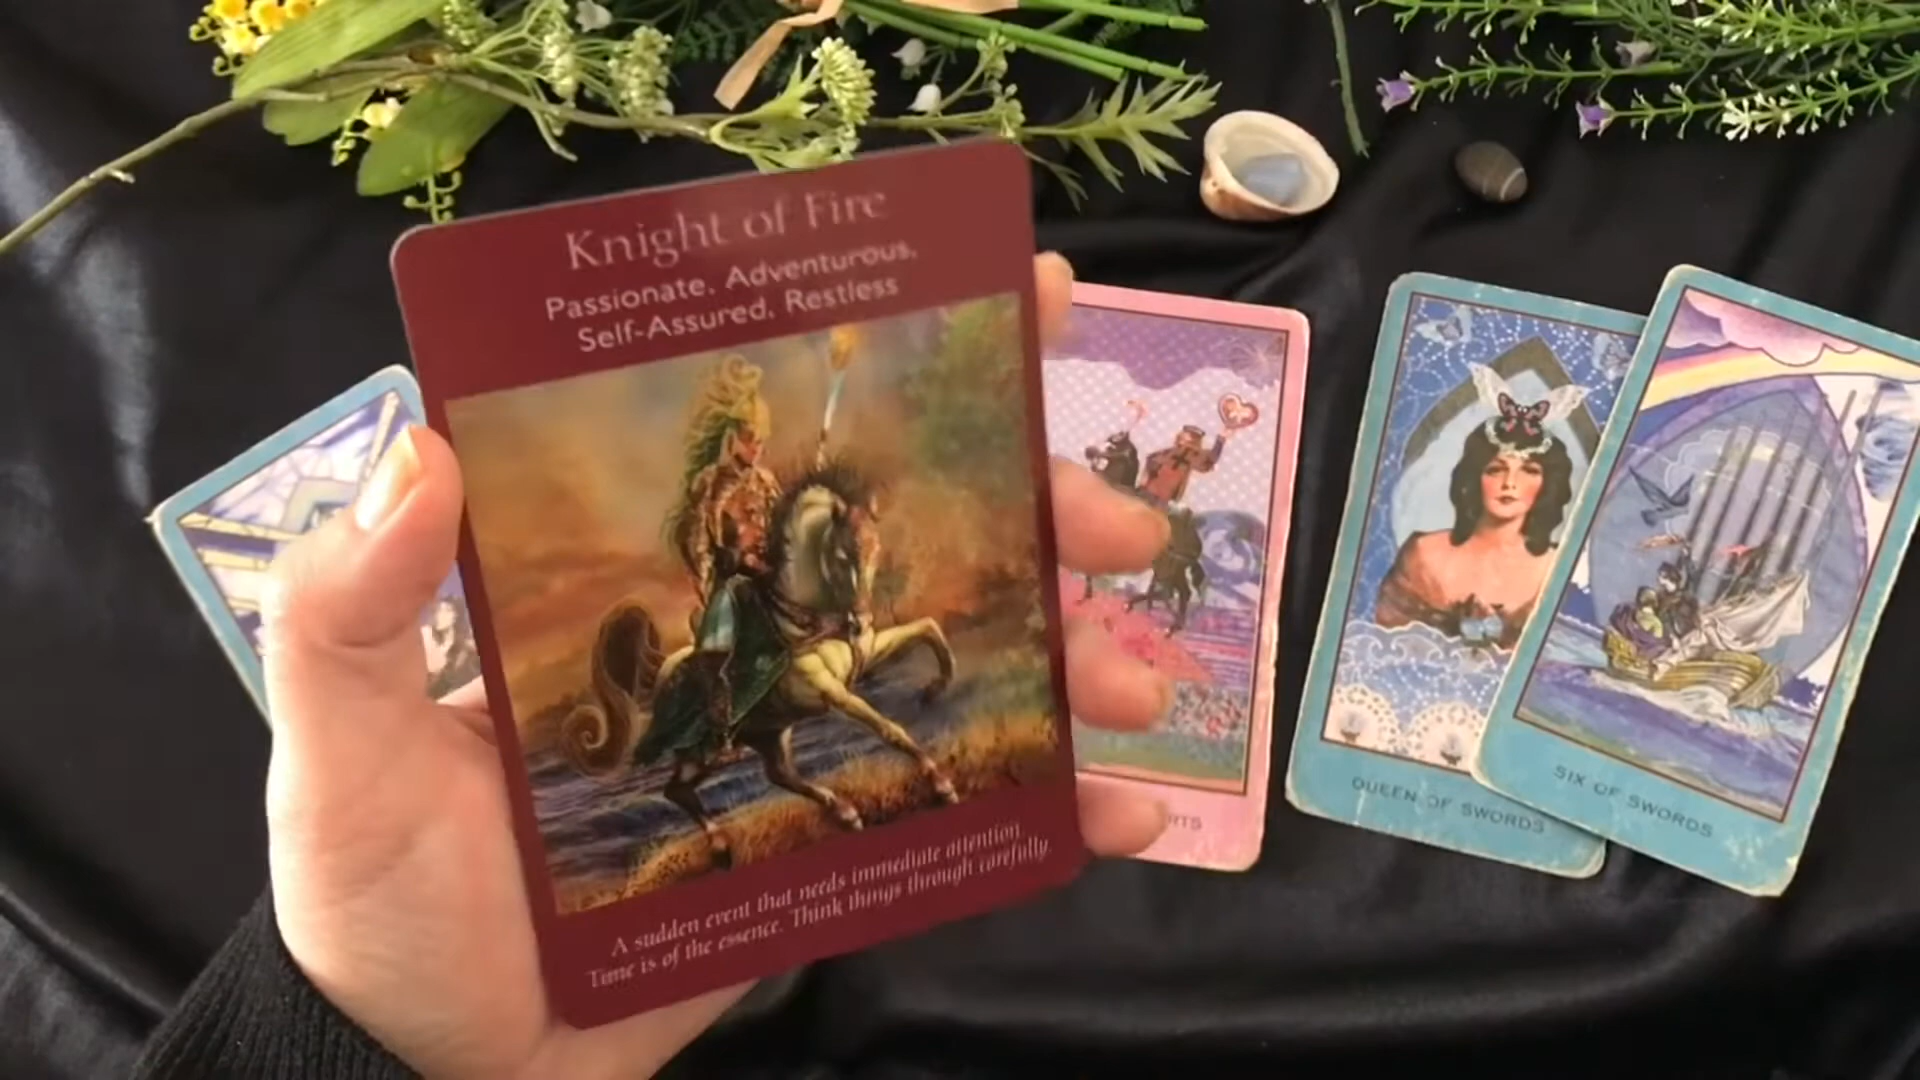 Knight of Fire
Passionate, Adventurous,
Self-Assured, Restless
A sudden event that needs immediate attention.
Time is of the essence. Think things through carefully.
QUEEN OF SWORDS
SIX OF SWORDS